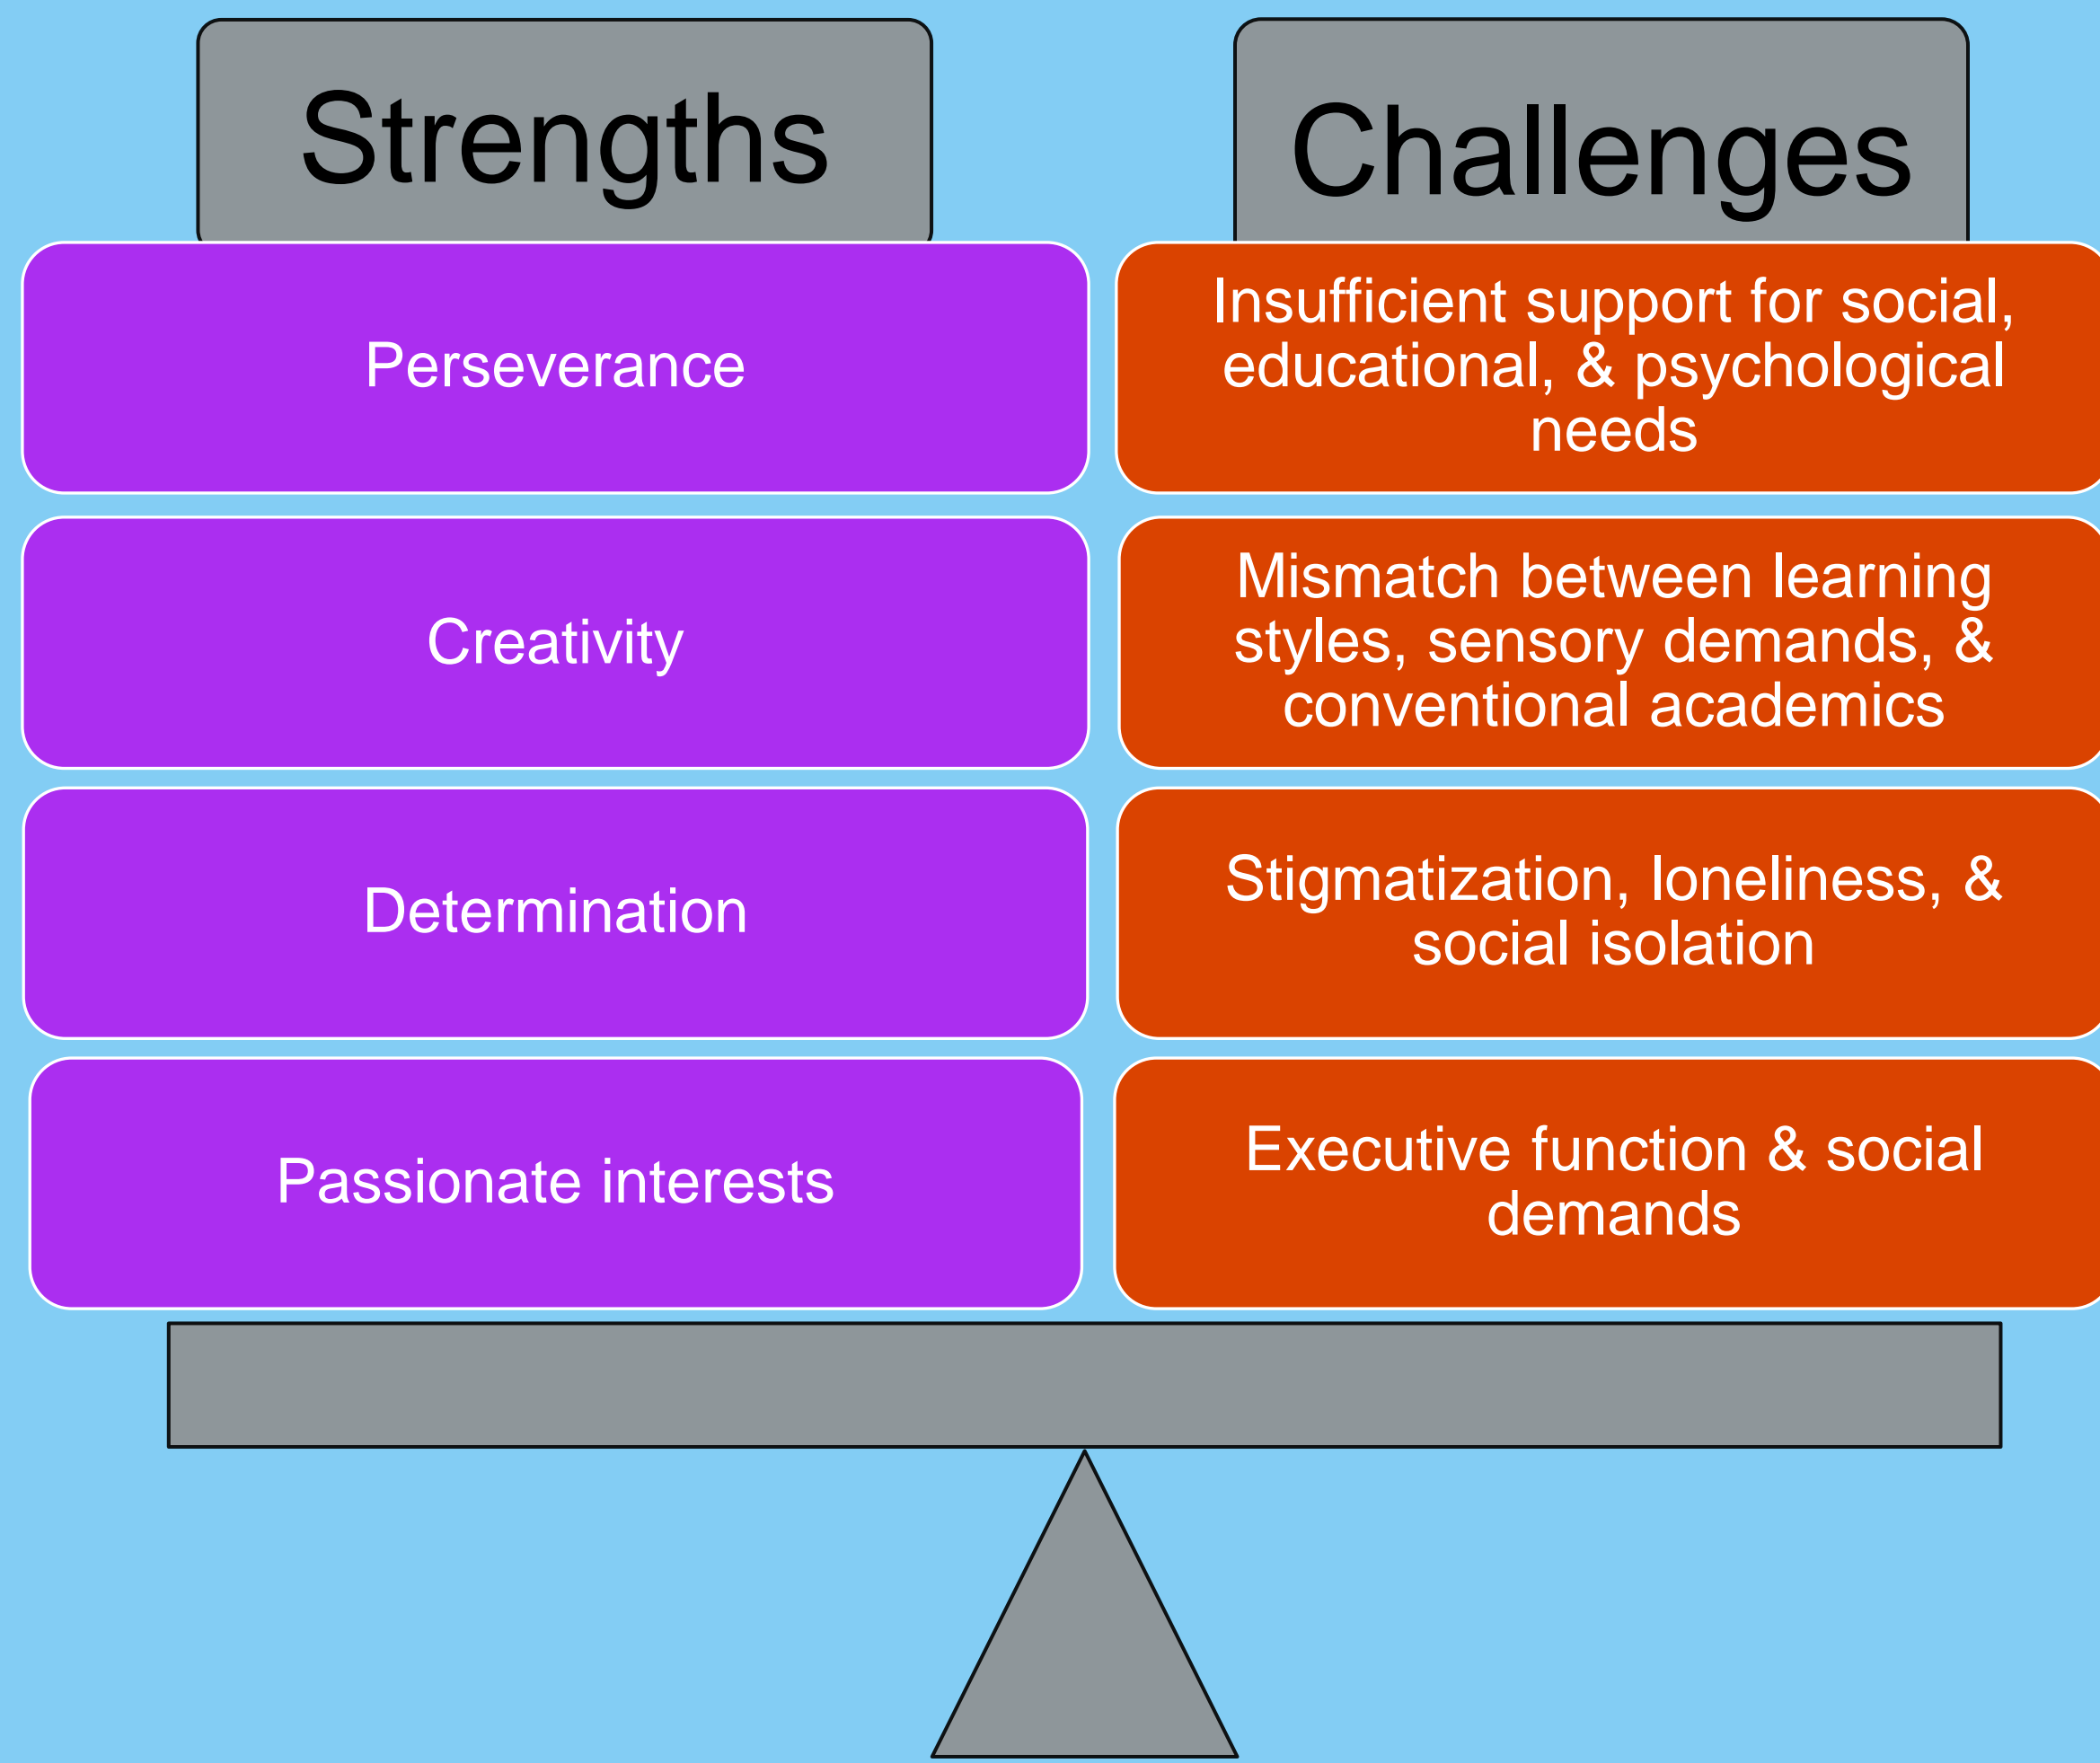 Strengths
Challenges
Perseverance
Insufficient support for social,
educational, & psychological
needs
Creativity
Mismatch between learning
styles, sensory demands, &
conventional academics
Determination
Stigmatization, loneliness, &
social isolation
Passionate interests
Executive function & social
demands